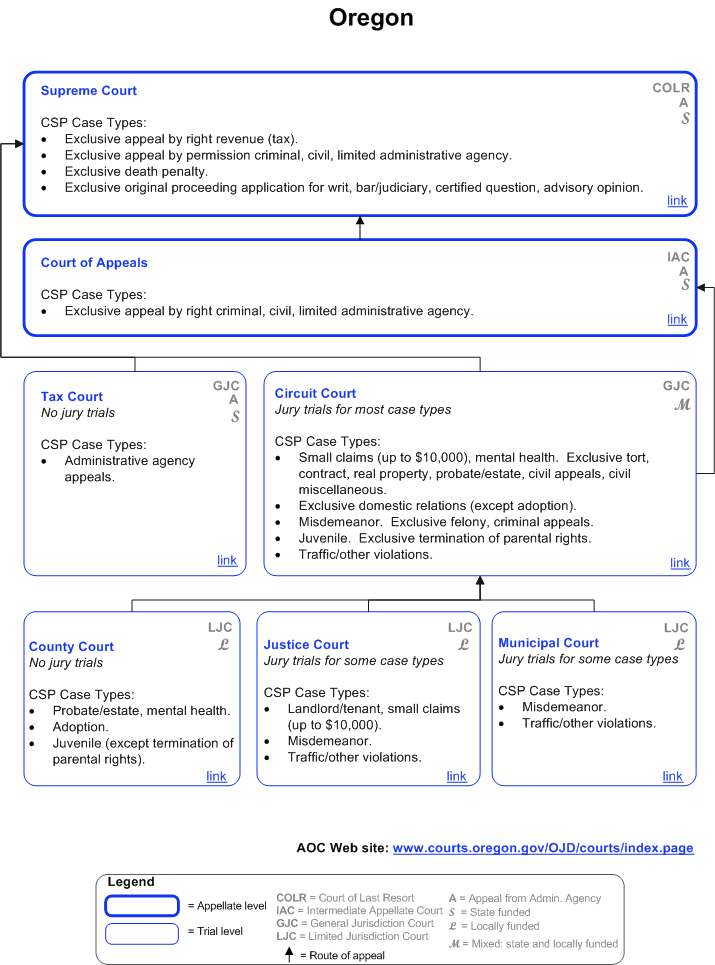 Oregon
Supreme Court
COLR
A
S
CSP Case Types:
• Exclusive appeal by right revenue (tax).
• Exclusive appeal by permission criminal, civil, limited administrative agency.
• Exclusive death penalty.
• Exclusive original proceeding application for writ, bar/judiciary, certified question, advisory opinion.
link
Court of Appeals
IAC
A
S
CSP Case Types:
• Exclusive appeal by right criminal, civil, limited administrative agency.
link
Tax Court
GJC
A
S
No jury trials
CSP Case Types:
• Administrative agency
appeals.
link
Circuit Court
GJC
M
Jury trials for most case types
CSP Case Types:
• Small claims (up to $10,000), mental health.  Exclusive tort,
contract, real property, probate/estate, civil appeals, civil
miscellaneous.
• Exclusive domestic relations (except adoption).
• Misdemeanor.  Exclusive felony, criminal appeals.
• Juvenile.  Exclusive termination of parental rights.
• Traffic/other violations.
link
County Court
LJC
ℒ
No jury trials
CSP Case Types:
• Probate/estate, mental health.
• Adoption.
• Juvenile (except termination of
parental rights).
link
Justice Court
LJC
ℒ
Jury trials for some case types
CSP Case Types:
• Landlord/tenant, small claims
(up to $10,000).
• Misdemeanor.
• Traffic/other violations.
link
Municipal Court
LJC
ℒ
Jury trials for some case types
CSP Case Types:
• Misdemeanor.
• Traffic/other violations.
link
AOC Web site: www.courts.oregon.gov/OJD/courts/index.page
Legend
= Appellate level
= Trial level
COLR = Court of Last Resort
IAC = Intermediate Appellate Court
GJC = General Jurisdiction Court
LJC = Limited Jurisdiction Court
= Route of appeal
A = Appeal from Admin. Agency
S = State funded
ℒ = Locally funded
M = Mixed: state and locally funded